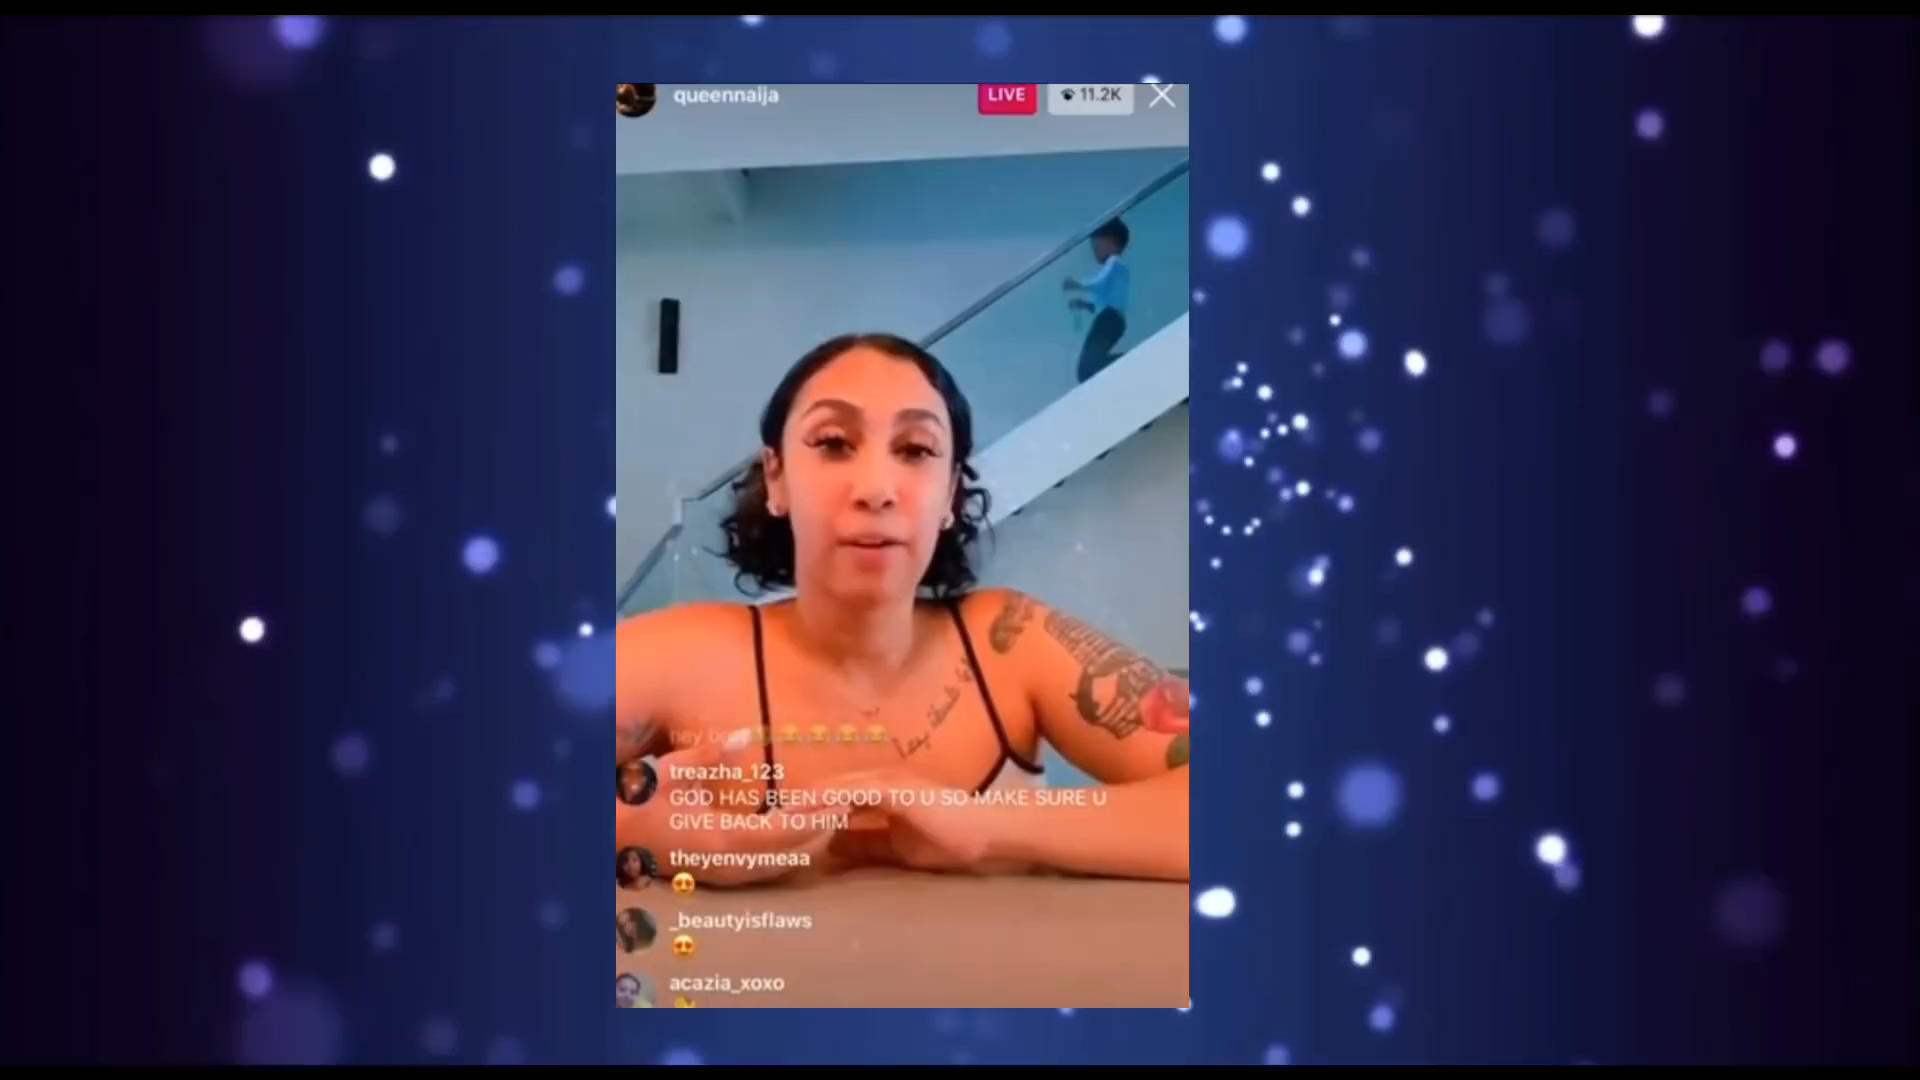 queennaija
LIVE
11.2K
hey
treazha_123
GOD HAS BEEN GOOD TO U SO MAKE SURE U
GIVE BACK TO HIM
theyenvymeaa
😍
_beautyisflaws
😍
acazia_xoxo